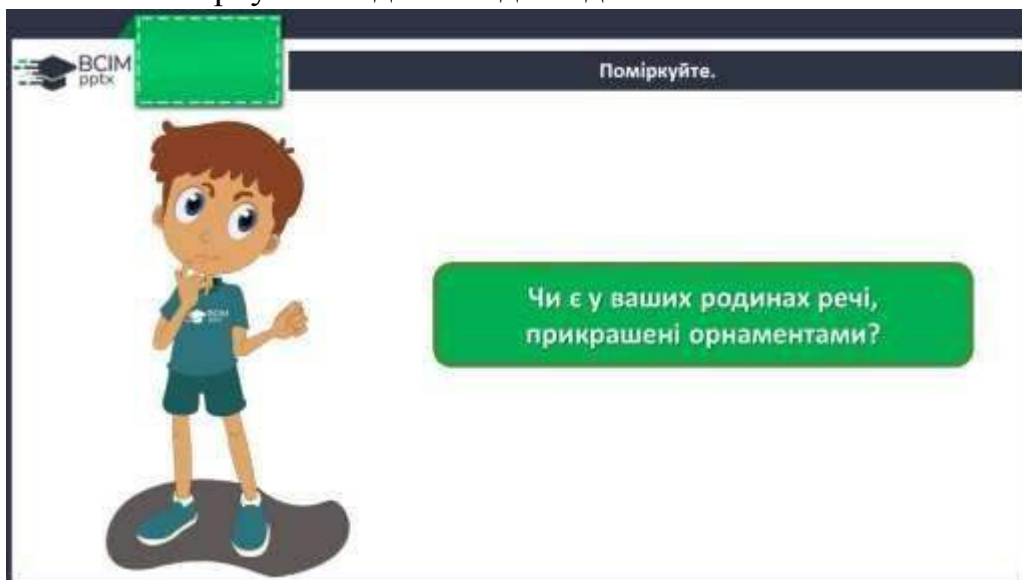 ВСІМ
pptx
Поміркуйте.
Чи є у ваших родинах речі,
прикрашені орнаментами?
ВСІМ